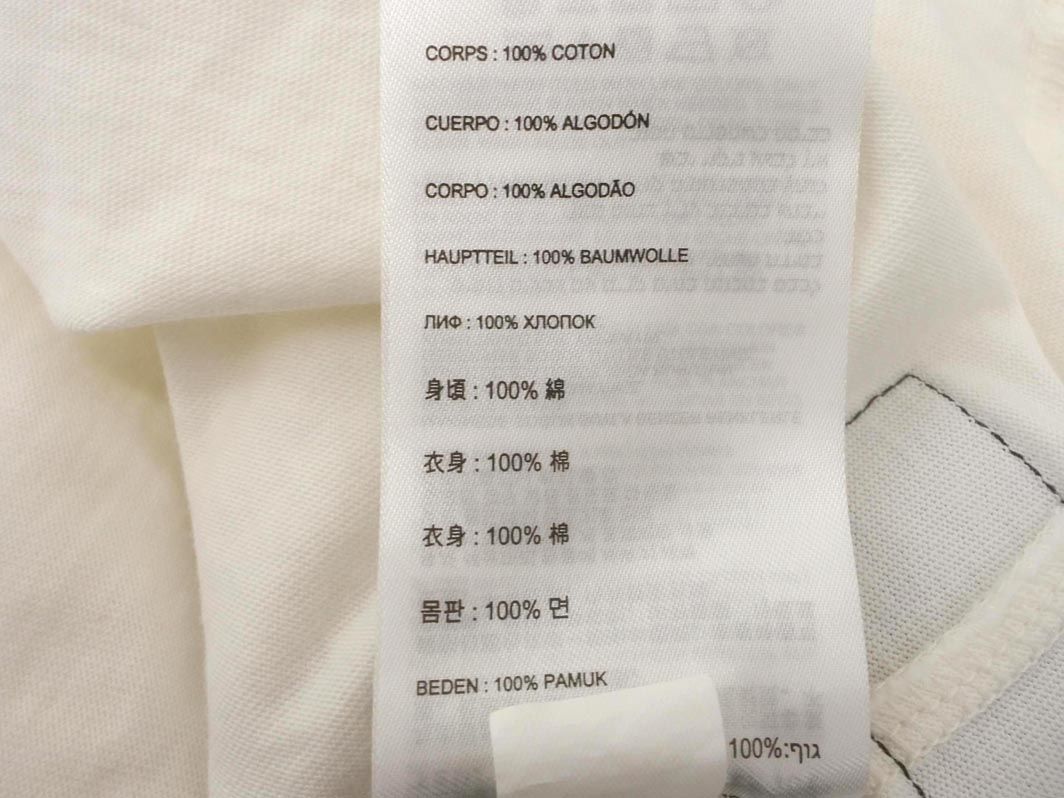 CORPS : 100% COTON
CUERPO : 100% ALGODÓN
CORPO : 100% ALGODÃO
HAUPTTEIL : 100% BAUMWOLLE
ЛИФ : 100% ХЛОПОК
身頃 : 100% 綿
衣身 : 100% 棉
衣身 : 100% 棉
몸판 : 100% 면
BEDEN : 100% PAMUK
גוף:100%